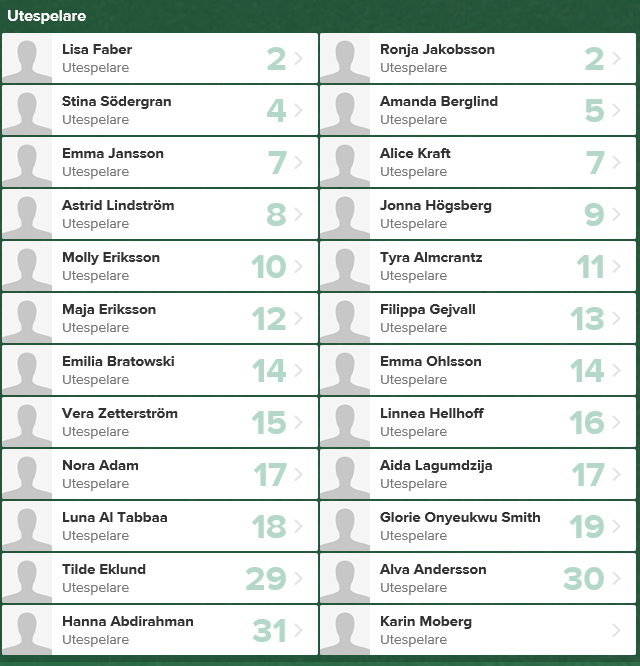 Utespelare
Lisa Faber
Utespelare
2
Ronja Jakobsson
Utespelare
2
Stina Södergran
Utespelare
4
Amanda Berglind
Utespelare
5
Emma Jansson
Utespelare
7
Alice Kraft
Utespelare
7
Astrid Lindström
Utespelare
8
Jonna Högsberg
Utespelare
9
Molly Eriksson
Utespelare
10
Tyra Almcrantz
Utespelare
11
Maja Eriksson
Utespelare
12
Filippa Gejvall
Utespelare
13
Emilia Bratowski
Utespelare
14
Emma Ohlsson
Utespelare
14
Vera Zetterström
Utespelare
15
Linnea Hellhoff
Utespelare
16
Nora Adam
Utespelare
17
Aida Lagumdzija
Utespelare
17
Luna Al Tabbaa
Utespelare
18
Glorie Onyeukwu Smith
Utespelare
19
Tilde Eklund
Utespelare
29
Alva Andersson
Utespelare
30
Hanna Abdirahman
Utespelare
31
Karin Moberg
Utespelare